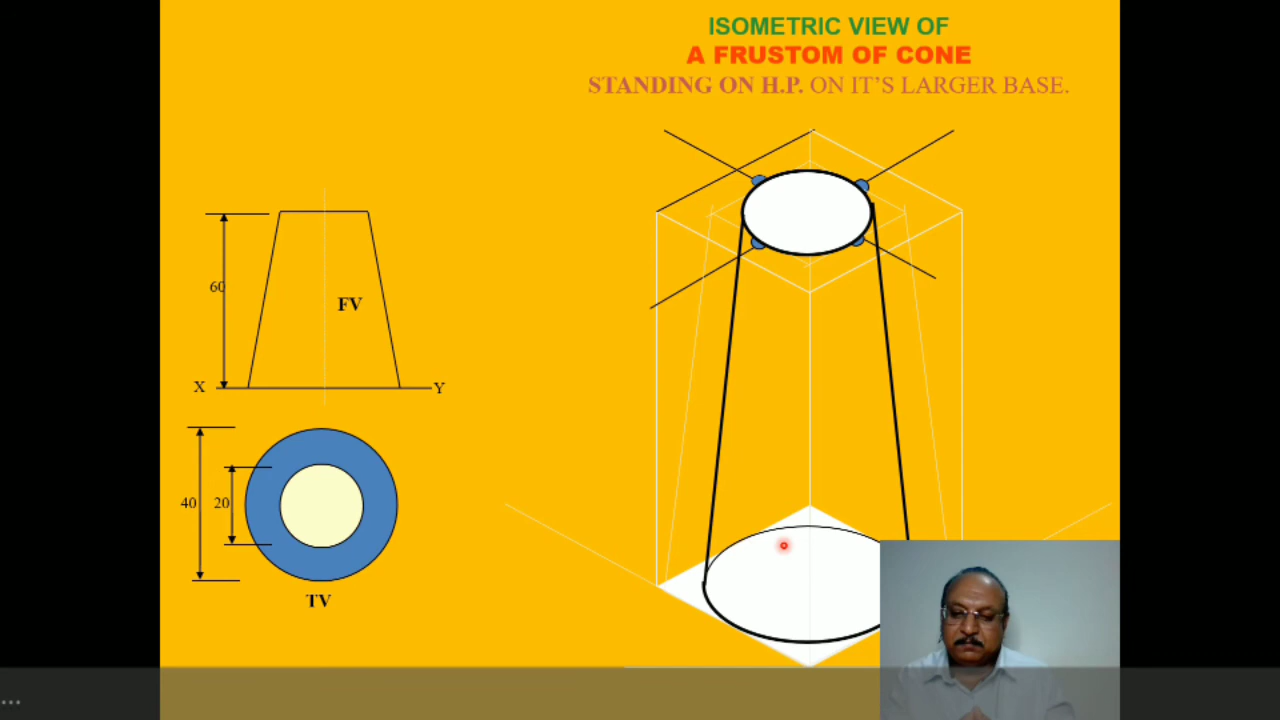 ISOMETRIC VIEW OF
A FRUSTOM OF CONE
STANDING ON H.P. ON IT'S LARGER BASE.
60
FV
X
Y
40
20
TV